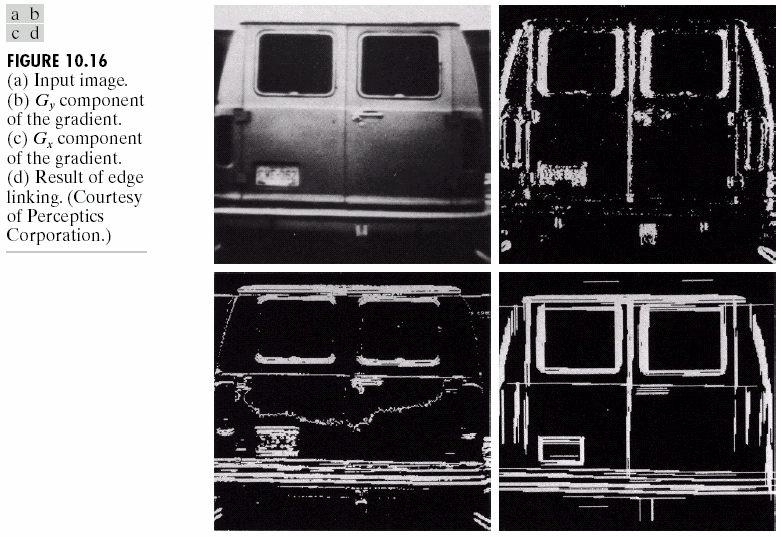 a b
c d
FIGURE 10.16
(a) Input image.
(b) Gy component
of the gradient.
(c) Gx component
of the gradient.
(d) Result of edge
linking. (Courtesy
of Perceptics
Corporation.)